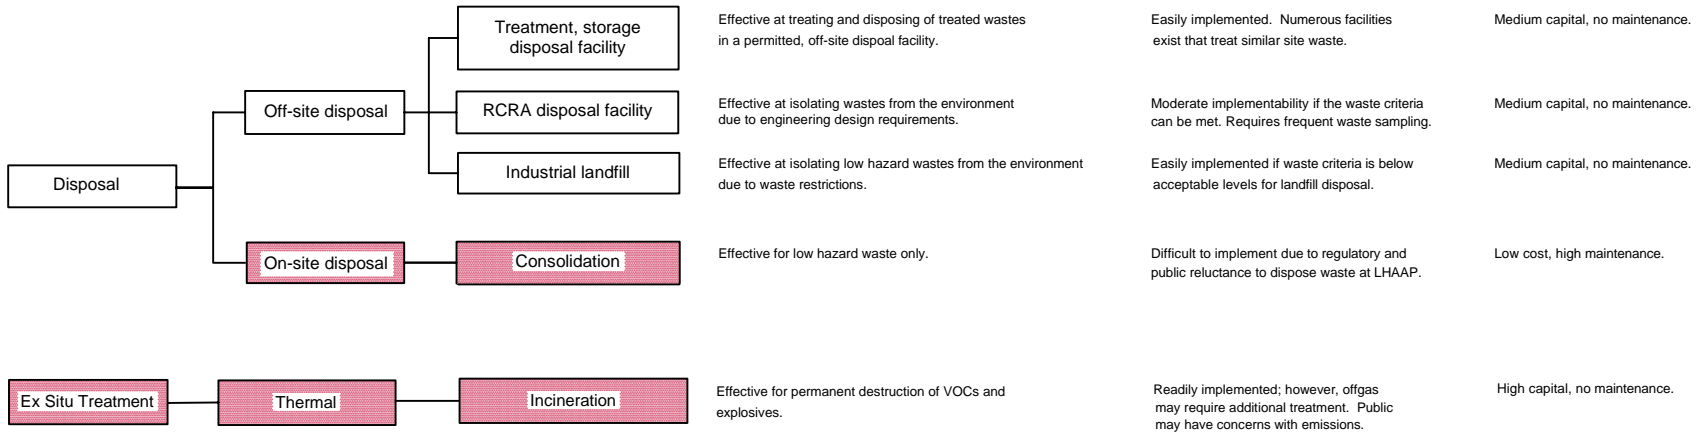 Treatment, storage
disposal facility
Effective at treating and disposing of treated wastes
in a permitted, off-site dispoal facility.
Easily implemented.  Numerous facilities
exist that treat similar site waste.
Medium capital, no maintenance.
Off-site disposal
RCRA disposal facility
Effective at isolating wastes from the environment
due to engineering design requirements.
Moderate implementability if the waste criteria
can be met. Requires frequent waste sampling.
Medium capital, no maintenance.
Disposal
Industrial landfill
Effective at isolating low hazard wastes from the environment
due to waste restrictions.
Easily implemented if waste criteria is below
acceptable levels for landfill disposal.
Medium capital, no maintenance.
On-site disposal
Consolidation
Effective for low hazard waste only.
Difficult to implement due to regulatory and
public reluctance to dispose waste at LHAAP.
Low cost, high maintenance.
Ex Situ Treatment
Thermal
Incineration
Effective for permanent destruction of VOCs and
explosives.
Readily implemented; however, offgas
may require additional treatment.  Public
may have concerns with emissions.
High capital, no maintenance.